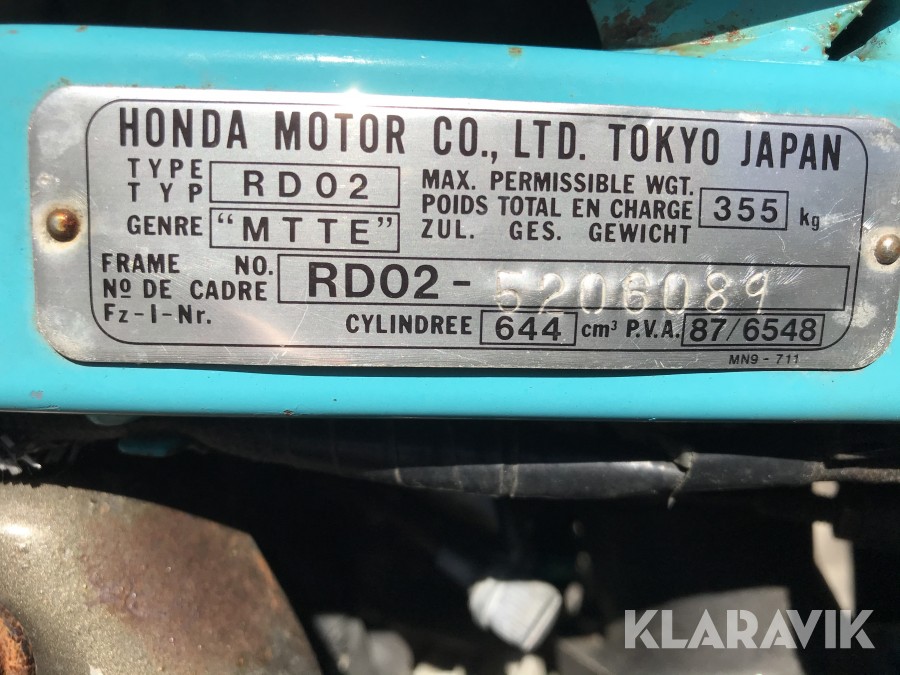 HONDA MOTOR CO., LTD. TOKYO JAPAN
TYPE
TYP
RD02
MAX. PERMISSIBLE WGT.
POIDS TOTAL EN CHARGE
ZUL. GES. GEWICHT
355 kg
GENRE "MTTE"
FRAME NO.
Nº DE CADRE
Fz-I-Nr.
RD02-5206089
CYLINDREE 644 cm³ P.V.A. 87/6548
MN9-711
KLARAVIK